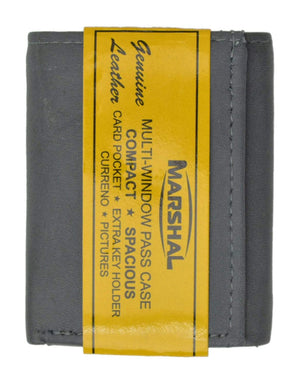 Genuine
Leather
MARSHAL
MULTI-WINDOW PASS CASE
COMPACT * SPACIOUS
CARD POCKET * EXTRA KEY HOLDER
CURRENO * PICTURES